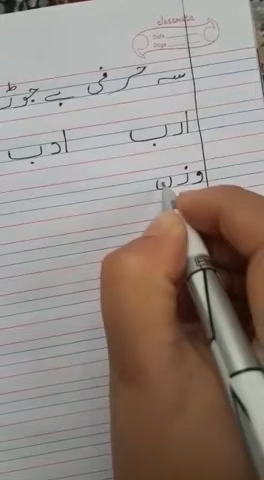 classmate
Date
Page
سہ حرفی بے جوڑ
ادب ادب
وزن